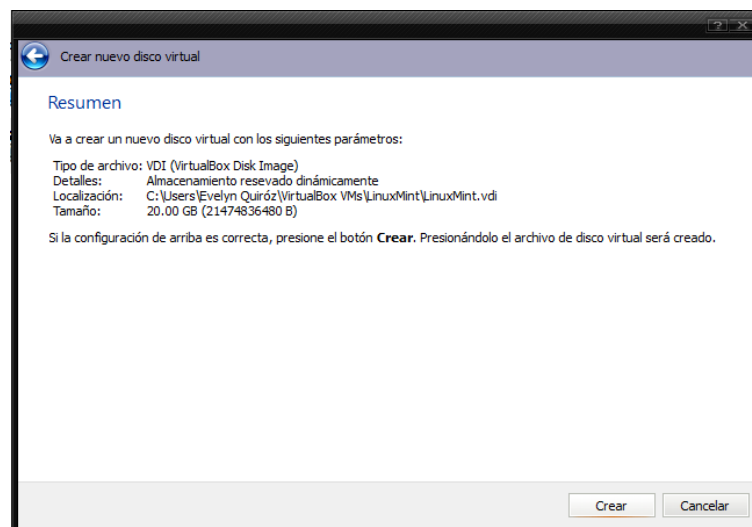 Crear nuevo disco virtual
Resumen
Va a crear un nuevo disco virtual con los siguientes parámetros:
Tipo de archivo: VDI (VirtualBox Disk Image)
Detalles: Almacenamiento resevado dinámicamente
Localización: C:\Users\Evelyn Quiróz\VirtualBox VMs\LinuxMint\LinuxMint.vdi
Tamaño: 20.00 GB (21474836480 B)
Si la configuración de arriba es correcta, presione el botón Crear. Presionándolo el archivo de disco virtual será creado.
Crear Cancelar